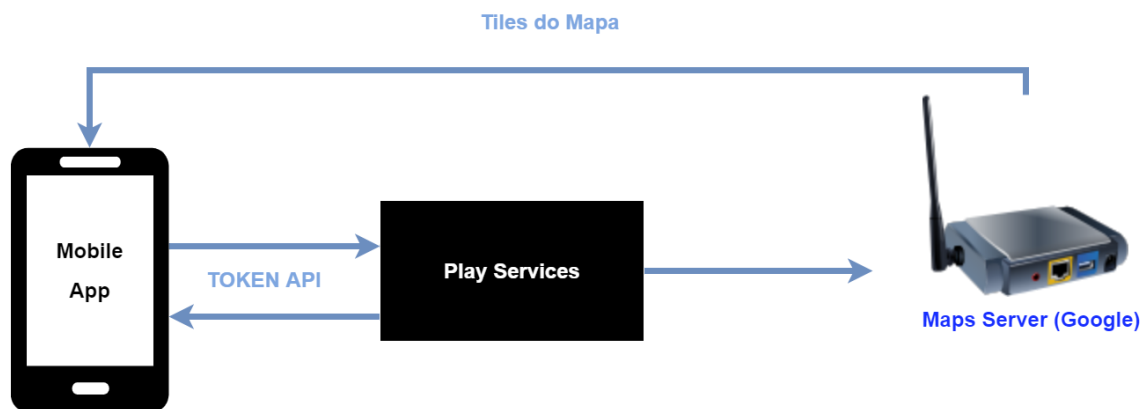 Tiles do Mapa
Mobile
App
TOKEN API
Play Services
Maps Server (Google)